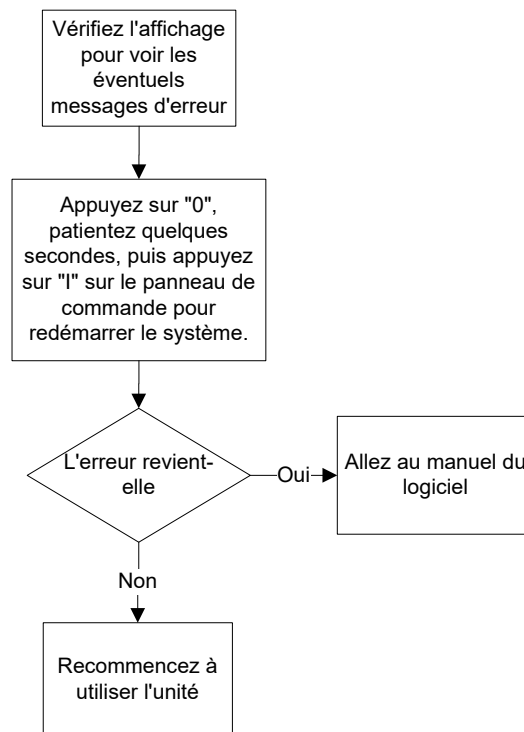 Vérifiez l'affichage
pour voir les
éventuels
messages d'erreur
Appuyez sur "0",
patientez quelques
secondes, puis appuyez
sur "I" sur le panneau de
commande pour
redémarrer le système.
L'erreur revient-
elle
Oui
Allez au manuel du
logiciel
Non
Recommencez à
utiliser l'unité